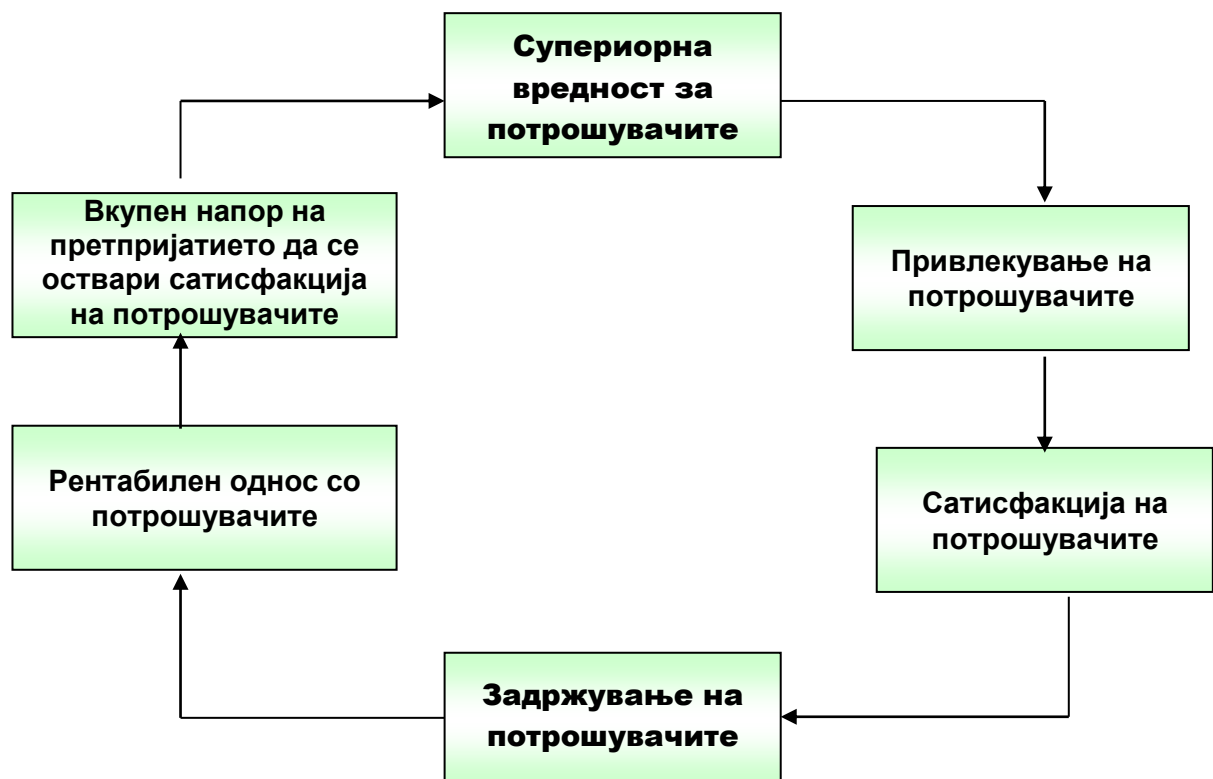 Супериорна
вредност за
потрошувачите
Вкупен напор на
претпријатието да се
оствари сатисфакција
на потрошувачите
Привлекување на
потрошувачите
Рентабилен однос со
потрошувачите
Сатисфакција на
потрошувачите
Задржување на
потрошувачите